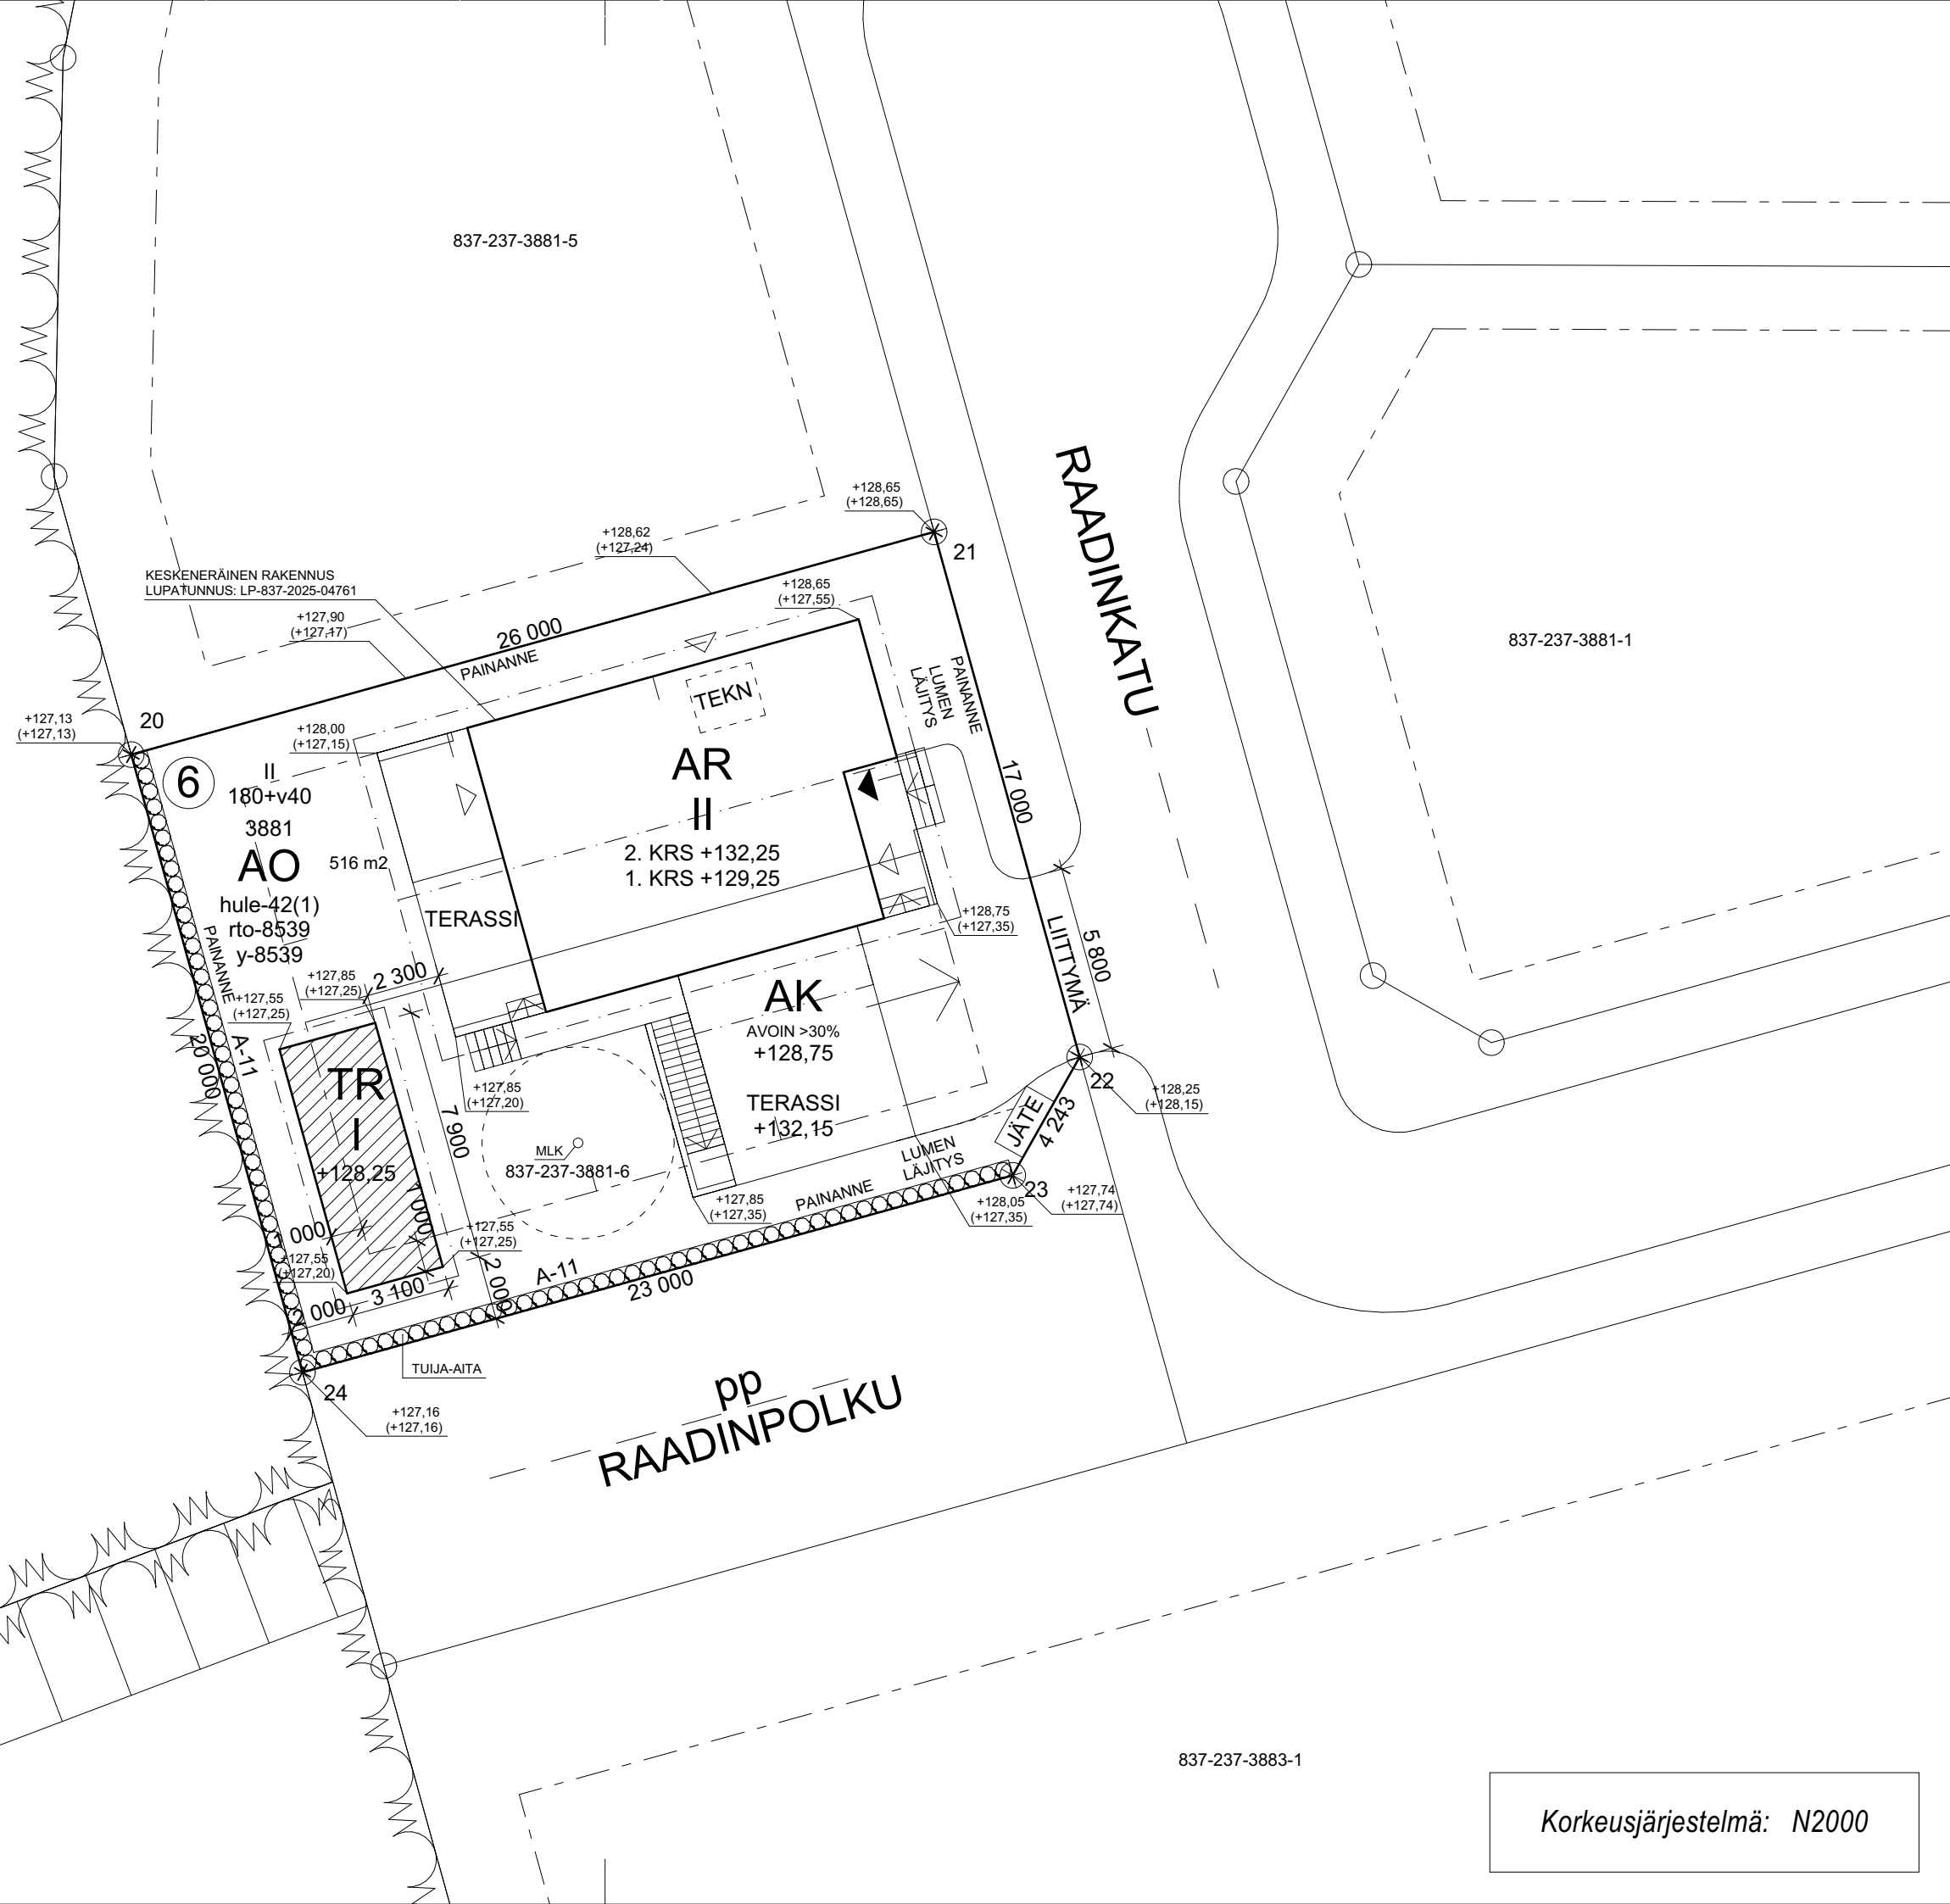 837-237-3881-5
+128,65
(+128,65)
21
+128,62
(+127,24)
KESKENERÄINEN RAKENNUS
LUPATUNNUS: LP-837-2025-04761
+128,65
(+127,55)
+127,90
(+127,17)
26 000
PAINANNE
RAADINKATU
837-237-3881-1
PAINANNE
LUMEN
LÄJITYS
TEKN
+127,13
(+127,13)
20
+128,00
(+127,15)
6
II
180+v40
3881
AO
516 m2
hule-42(1)
rto-8539
y-8539
AR
II
2. KRS +132,25
1. KRS +129,25
17 000
TERASSI
+128,75
(+127,35)
LIITTYMÄ
5 800
PAINANNE
+127,85
(+127,25)
2 300
+127,55
(+127,25)
AK
AVOIN >30%
+128,75
A-11
20 000
TR
I
+128,25
+127,85
(+127,20)
7 900
TERASSI
+132,15
22
+128,25
(+128,15)
JÄTE
4 243
MLK
837-237-3881-6
LUMEN
LÄJITYS
PAINANNE
23
+127,74
(+127,74)
+128,05
(+127,35)
+127,85
(+127,35)
000
+127,55
(+127,25)
000
+127,55
(+127,20)
2 000
3 100
2 000
A-11
23 000
TUIJA-AITA
24
+127,16
(+127,16)
pp
RAADINPOLKU
837-237-3883-1
Korkeusjärjestelmä: N2000